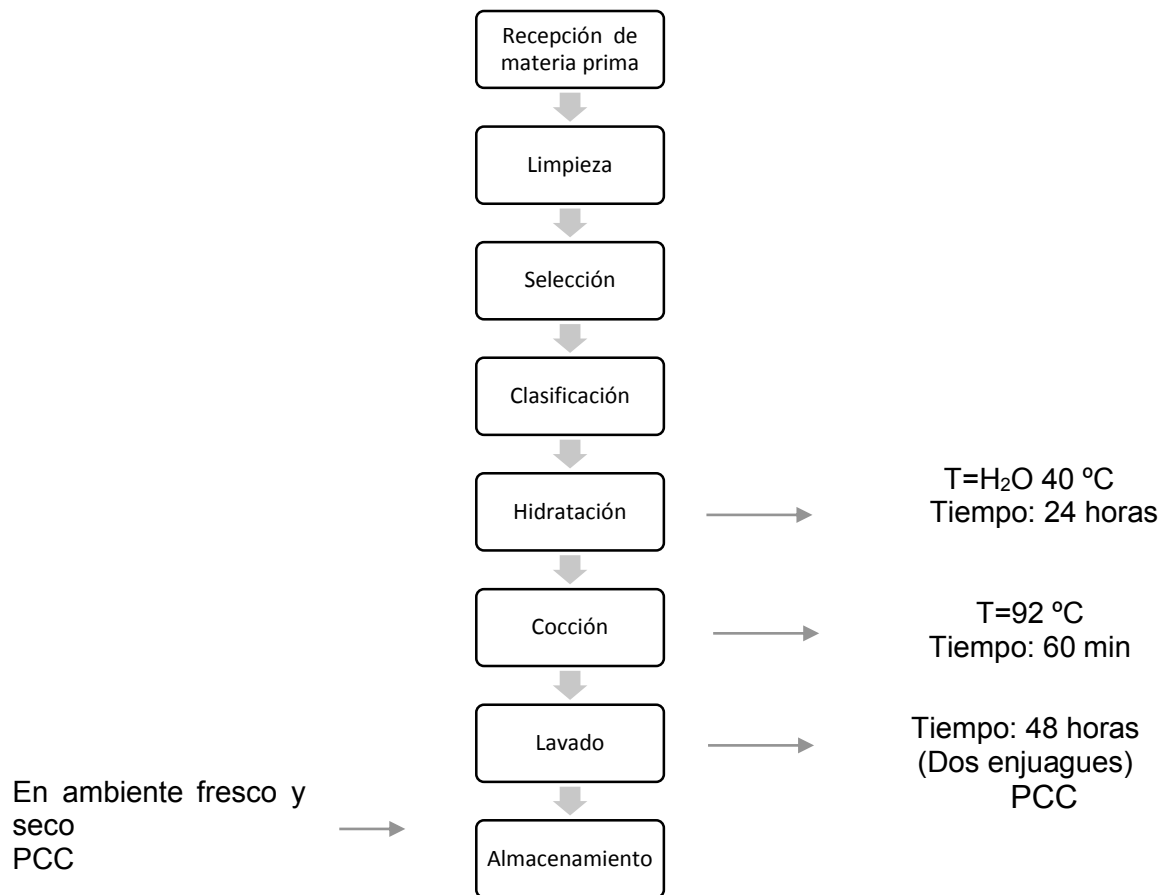 Recepción de
materia prima
Limpieza
Selección
Clasificación
Hidratación
T=H₂O 40 ºC
Tiempo: 24 horas
Cocción
T=92 ºC
Tiempo: 60 min
Lavado
Tiempo: 48 horas
(Dos enjuagues)
PCC
En ambiente fresco y
seco
PCC
Almacenamiento